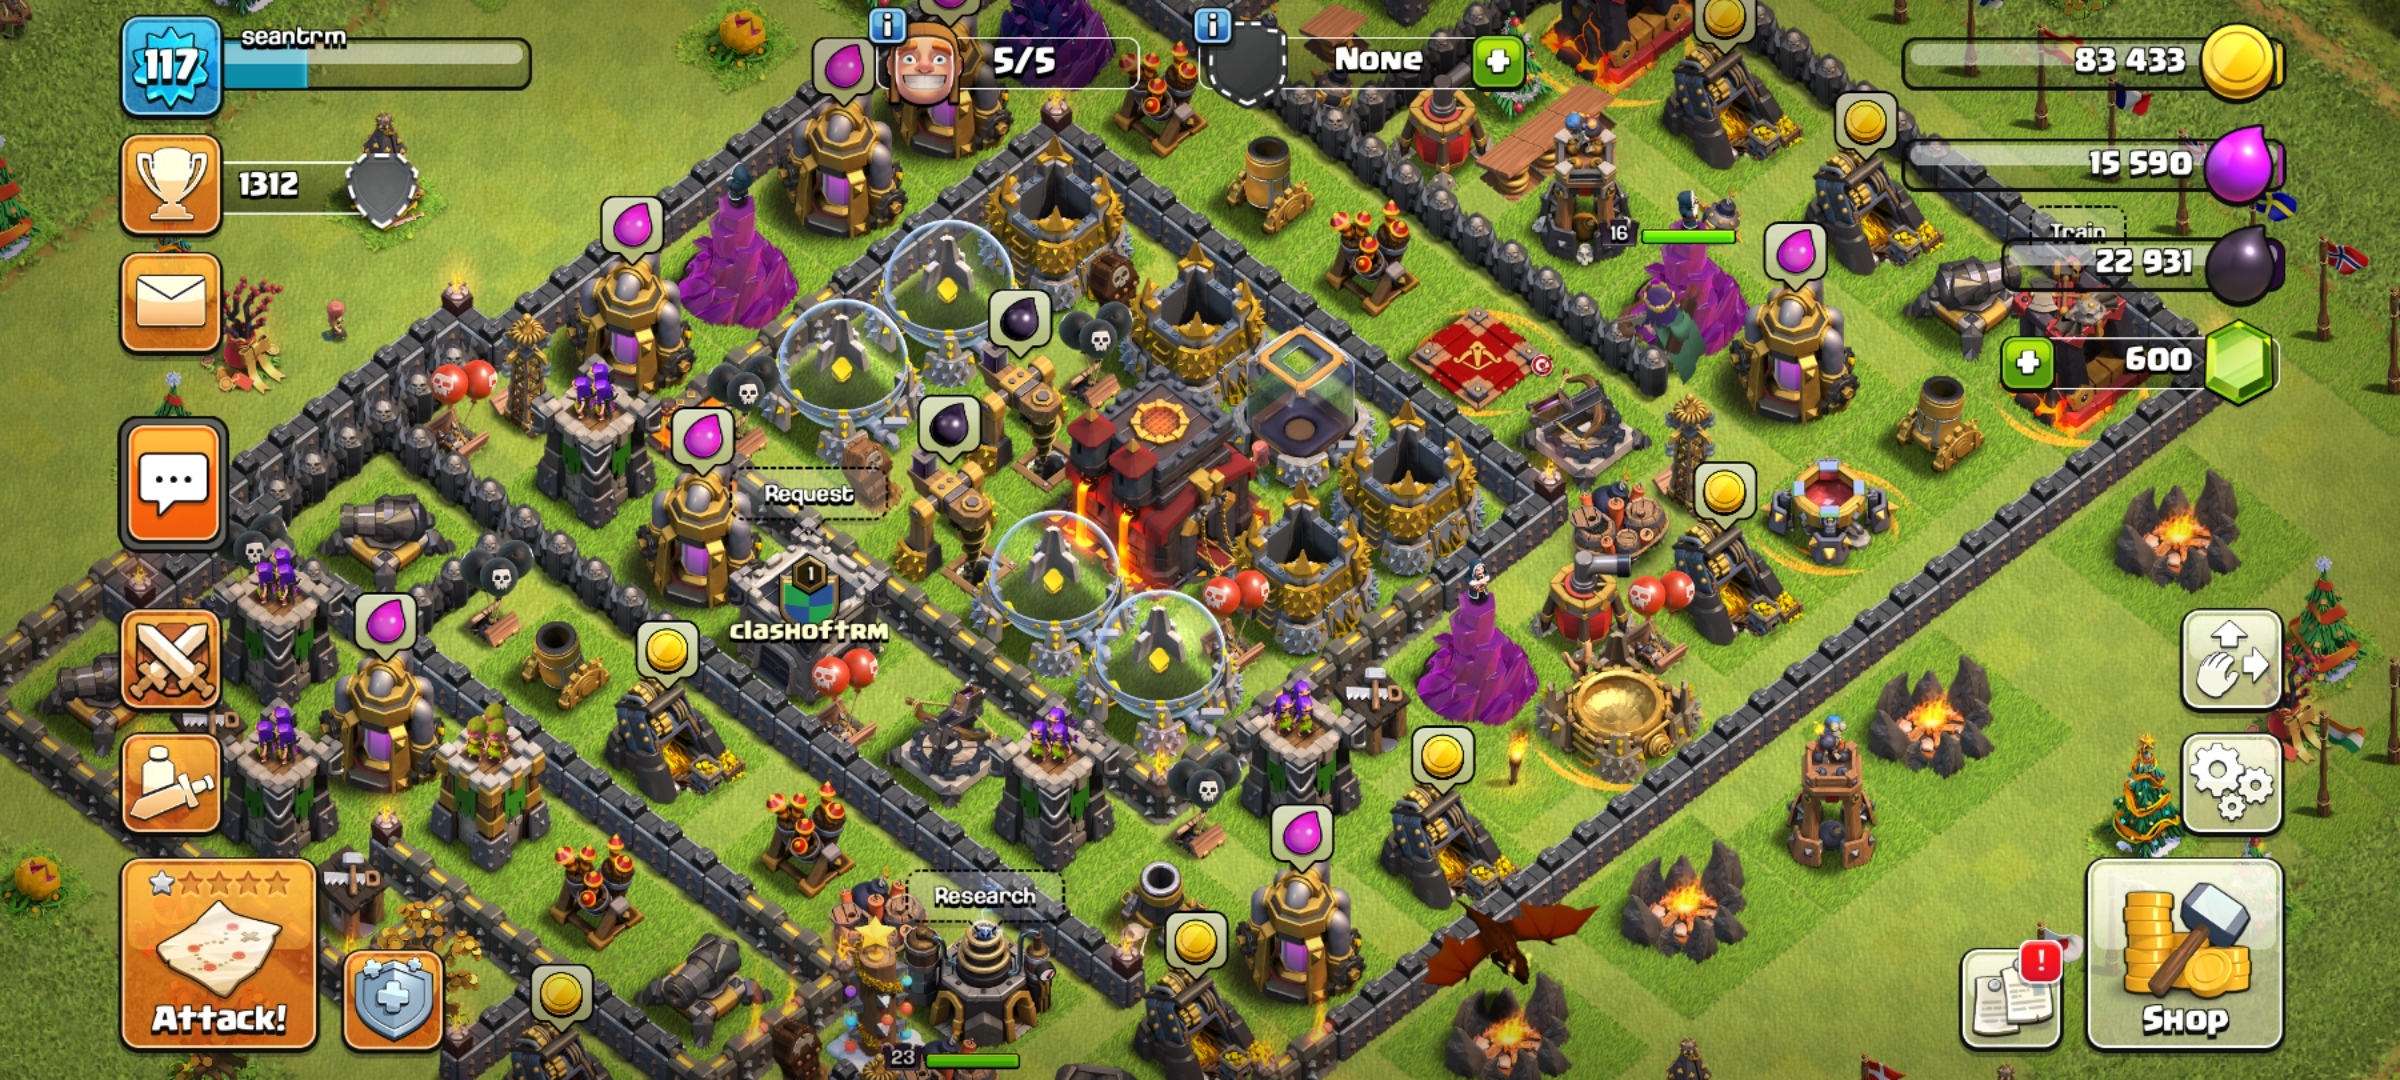 117
seantrm
5/5
None
83 433
1312
15 590
16
Train
22 931
600
Request
1
clashoftRM
Research
Attack!
Shop
23